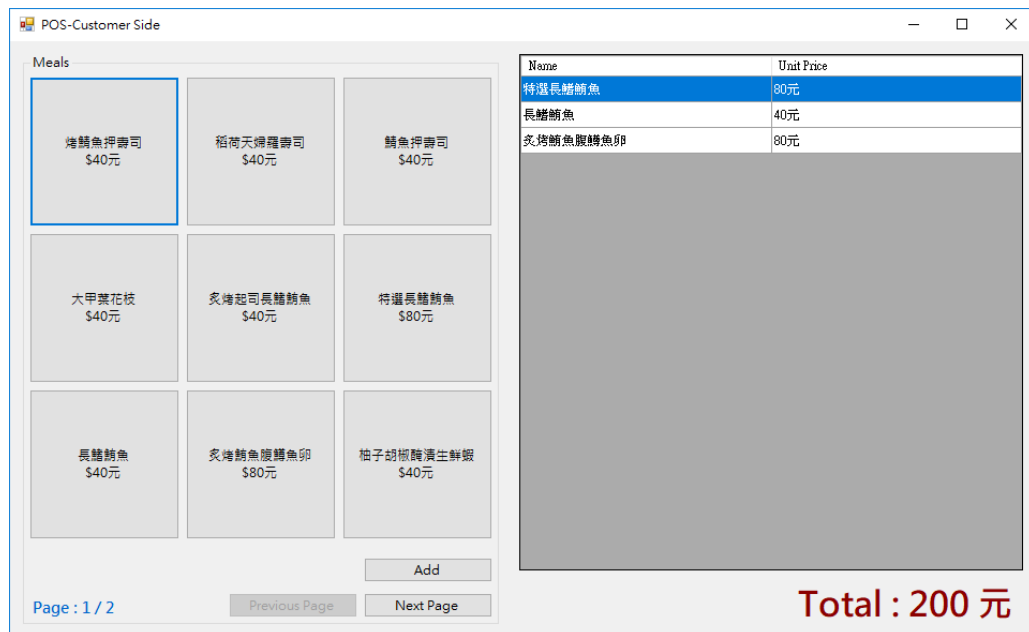 POS-Customer Side
Meals
烤鯖魚押壽司
$40元
稻荷天婦羅壽司
$40元
鯖魚押壽司
$40元
大甲葉花枝
$40元
炙烤起司長鰭鮪魚
$40元
特選長鰭鮪魚
$80元
長鰭鮪魚
$40元
炙烤鮪魚腹鱒魚卵
$80元
柚子胡椒醃漬生鮮蝦
$40元
Add
Page : 1 / 2
Previous Page
Next Page
Name Unit Price
特選長鰭鮪魚 80元
長鰭鮪魚 40元
炙烤鮪魚腹鱒魚卵 80元
Total : 200 元